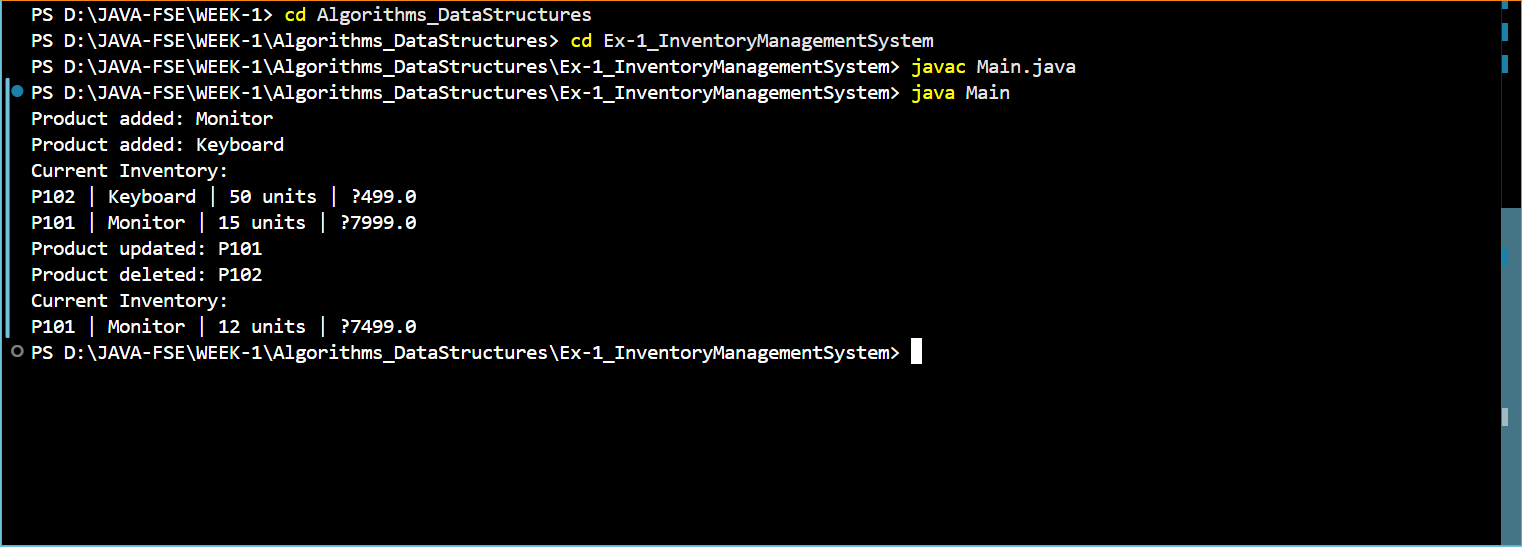 PS D:\JAVA-FSE\WEEK-1> cd Algorithms_DataStructures
PS D:\JAVA-FSE\WEEK-1\Algorithms_DataStructures> cd Ex-1_InventoryManagementSystem
PS D:\JAVA-FSE\WEEK-1\Algorithms_DataStructures\Ex-1_InventoryManagementSystem> javac Main.java
PS D:\JAVA-FSE\WEEK-1\Algorithms_DataStructures\Ex-1_InventoryManagementSystem> java Main
Product added: Monitor
Product added: Keyboard
Current Inventory:
P102 | Keyboard | 50 units | ?499.0
P101 | Monitor | 15 units | ?7999.0
Product updated: P101
Product deleted: P102
Current Inventory:
P101 | Monitor | 12 units | ?7499.0
PS D:\JAVA-FSE\WEEK-1\Algorithms_DataStructures\Ex-1_InventoryManagementSystem>